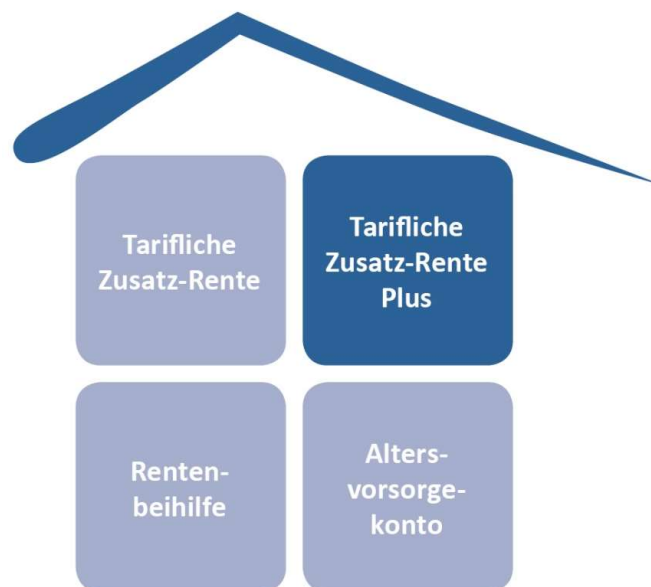 Tarifliche
Zusatz-Rente
Tarifliche
Zusatz-Rente
Plus
Renten-
beihilfe
Alters-
vorsorge-
konto